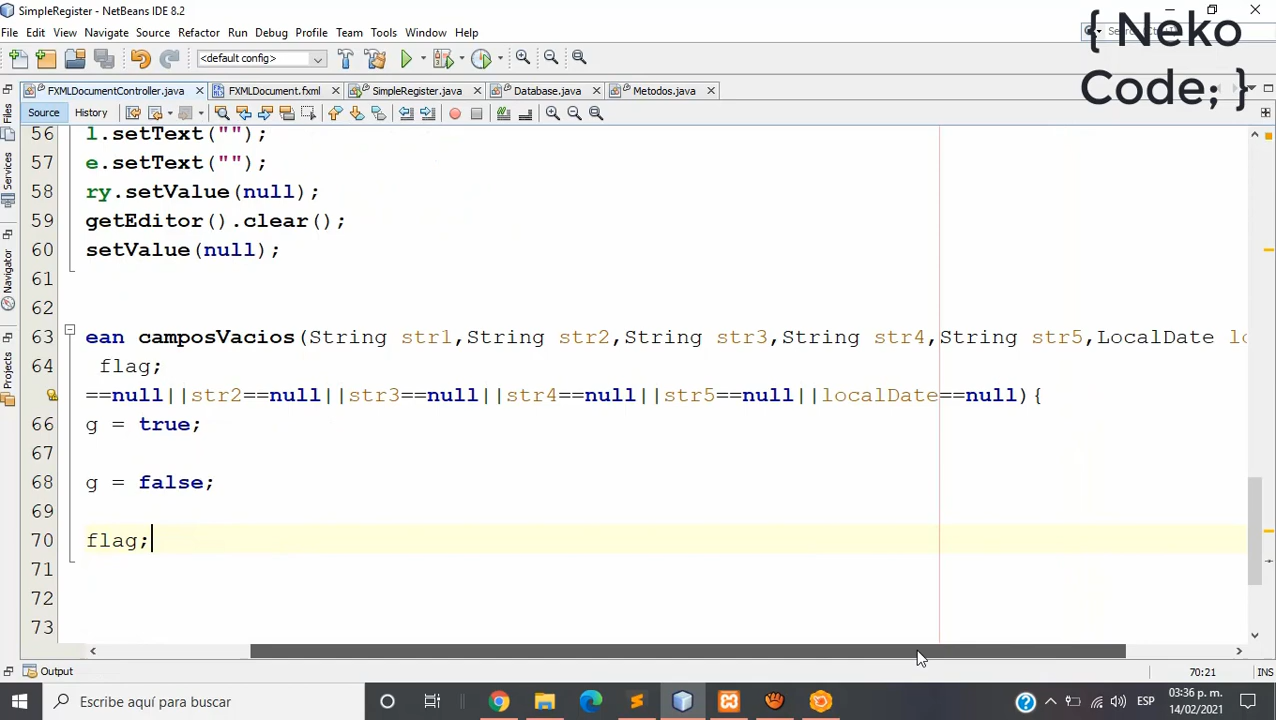 SimpleRegister - NetBeans IDE 8.2
File Edit View Navigate Source Refactor Run Debug Profile Team Tools Window Help
{ Neko
Code; }
<default config>
FXMLDocumentController.java FXMLDocument.fxml SimpleRegister.java Database.java Metodos.java
Source History
Files
Services
Navigator
Projects
56 l.setText("");
57 e.setText("");
58 ry.setValue(null);
59 getEditor().clear();
60 setValue(null);
61
62
63 ean camposVacios(String str1,String str2,String str3,String str4,String str5,LocalDate lo
64 flag;
==null||str2==null||str3==null||str4==null||str5==null||localDate==null){
66 g = true;
67
68 g = false;
69
70 flag;
71
72
73
Output
70:21 INS
Escribe aquí para buscar
ESP
03:36 p. m.
14/02/2021